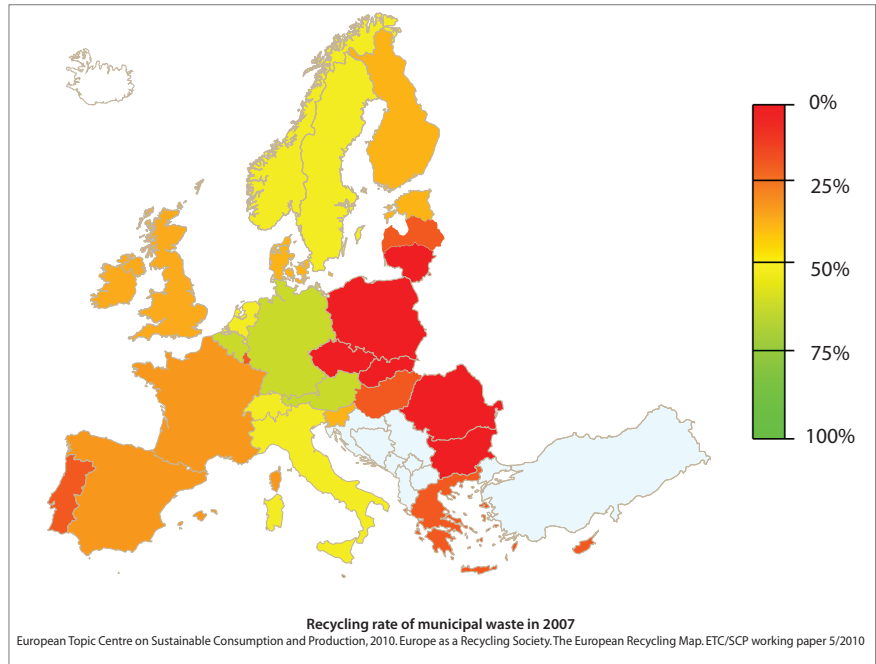 0%
25%
50%
75%
100%
Recycling rate of municipal waste in 2007
European Topic Centre on Sustainable Consumption and Production, 2010. Europe as a Recycling Society. The European Recycling Map. ETC/SCP working paper 5/2010